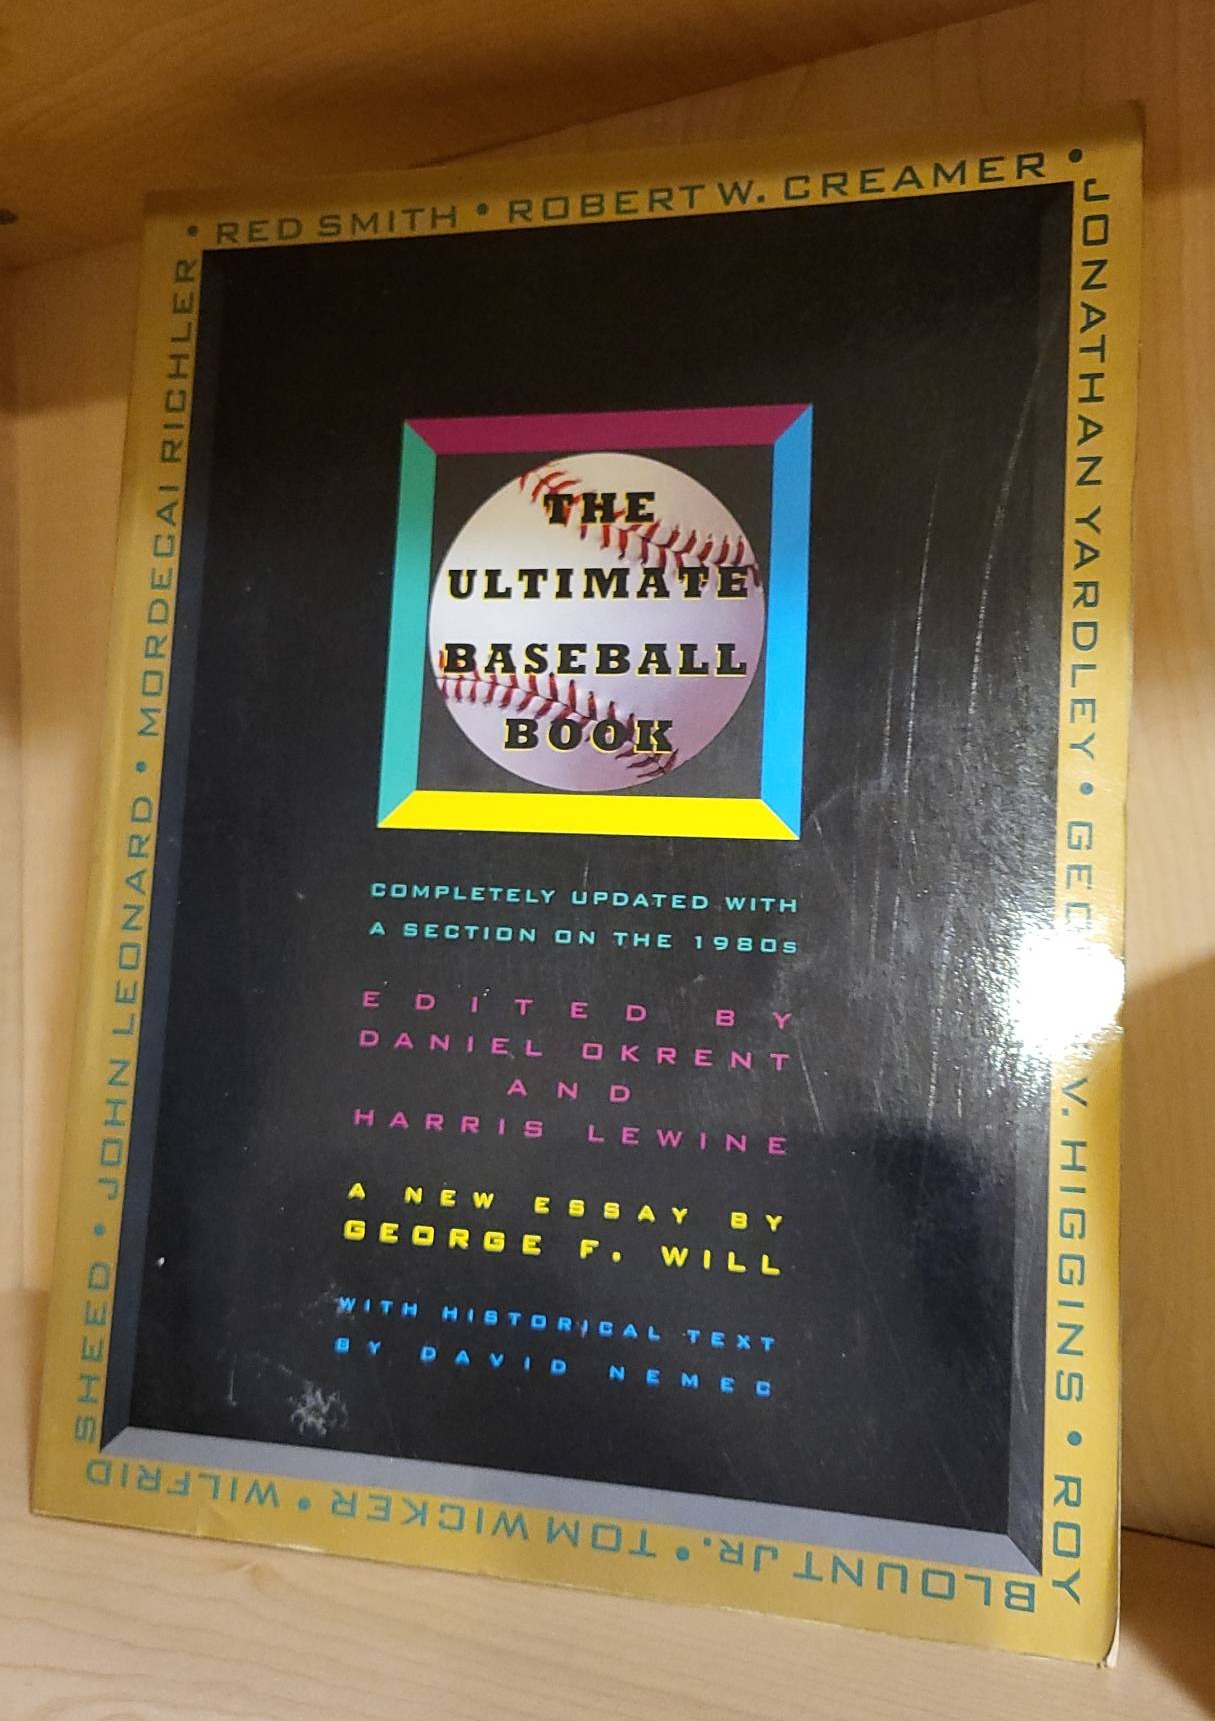 • RED SMITH • ROBERT W. CREAMER •
JONATHAN YARDLEY • V. HIGGINS • ROY
BLOUNT JR. • TOM WICKER • WILFRID
SHEED • JOHN LEONARD • MORDECAI RICHLER
THE
ULTIMATE
BASEBALL
BOOK
COMPLETELY UPDATED WITH
A SECTION ON THE 1980s
EDITED BY
DANIEL OKRENT
AND
HARRIS LEWINE
A NEW ESSAY BY
GEORGE F. WILL
WITH HISTORICAL TEXT
BY DAVID NEMEC